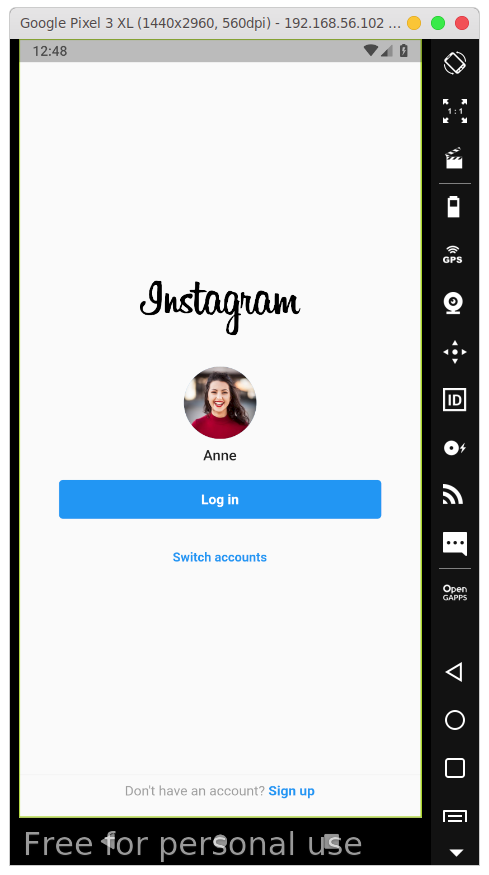 Google Pixel 3 XL (1440x2960, 560dpi) - 192.168.56.102 ...
12:48
1 : 1
GPS
Instagram
Anne
ID
Log in
Switch accounts
Open
GAPPS
Don't have an account? Sign up
Free for personal use